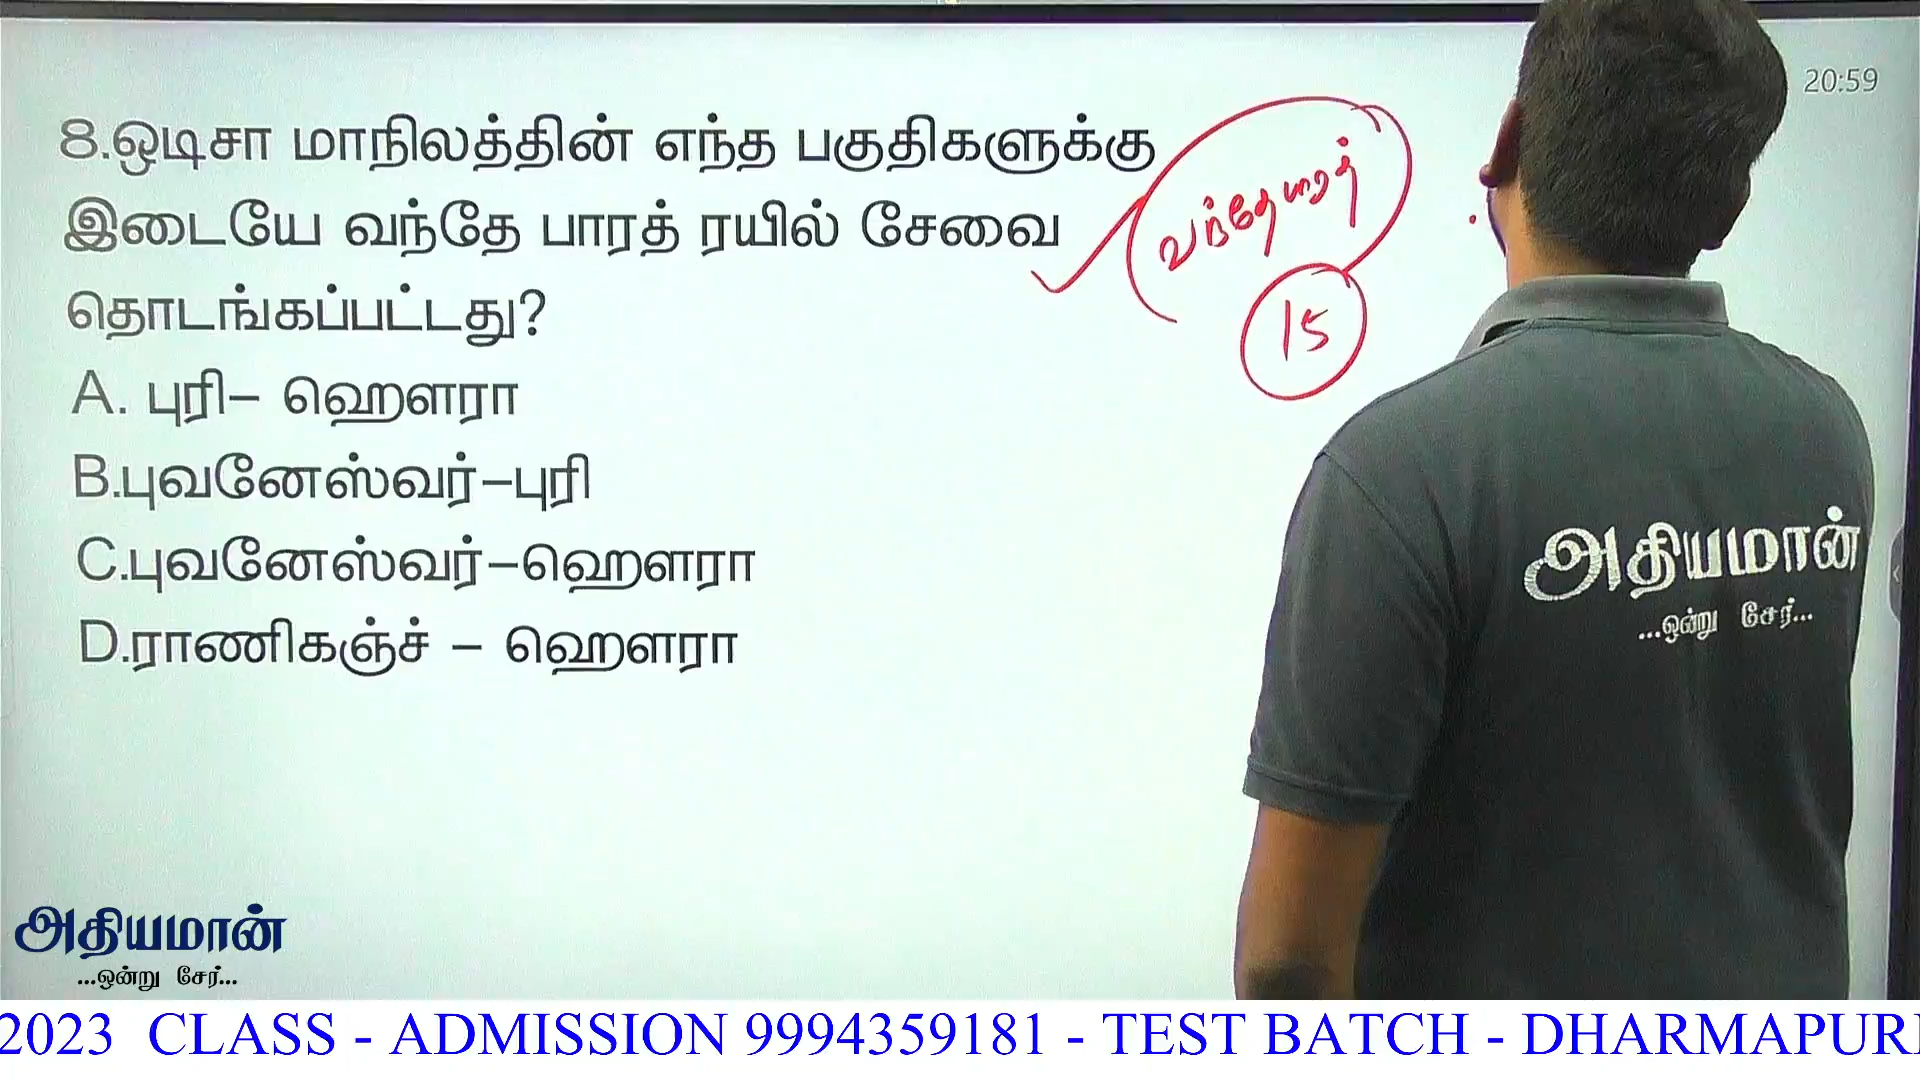 20:59
8.ஒடிசா மாநிலத்தின் எந்த பகுதிகளுக்கு
இடையே வந்தே பாரத் ரயில் சேவை
தொடங்கப்பட்டது?
வந்தே பாரத்
15
A. புரி– ஹௌரா
B.புவனேஸ்வர்–புரி
C.புவனேஸ்வர்–ஹௌரா
D.ராணிகஞ்ச் – ஹௌரா
அதியமான்
...ஒன்று சேர்...
அதியமான்
...ஒன்று சேர்...
2023 CLASS - ADMISSION 9994359181 - TEST BATCH - DHARMAPURI